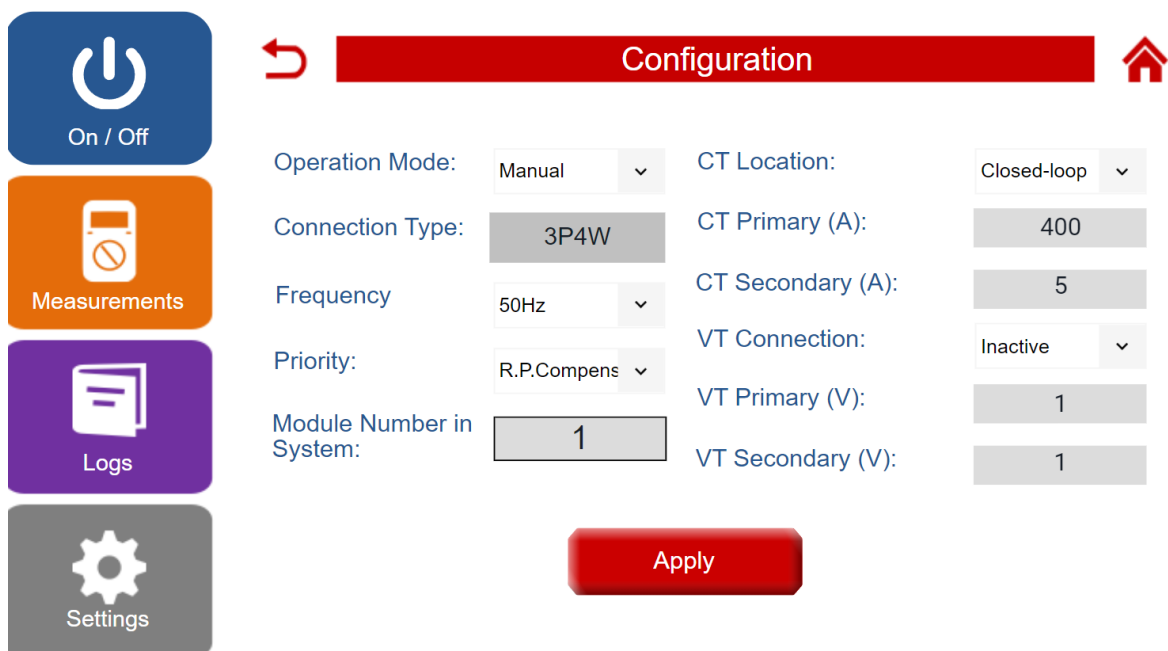 Configuration
On / Off
Measurements
Logs
Settings
Operation Mode:
Manual
Connection Type:
3P4W
Frequency
50Hz
Priority:
R.P.Compens
Module Number in
System:
1
CT Location:
Closed-loop
CT Primary (A):
400
CT Secondary (A):
5
VT Connection:
Inactive
VT Primary (V):
1
VT Secondary (V):
1
Apply